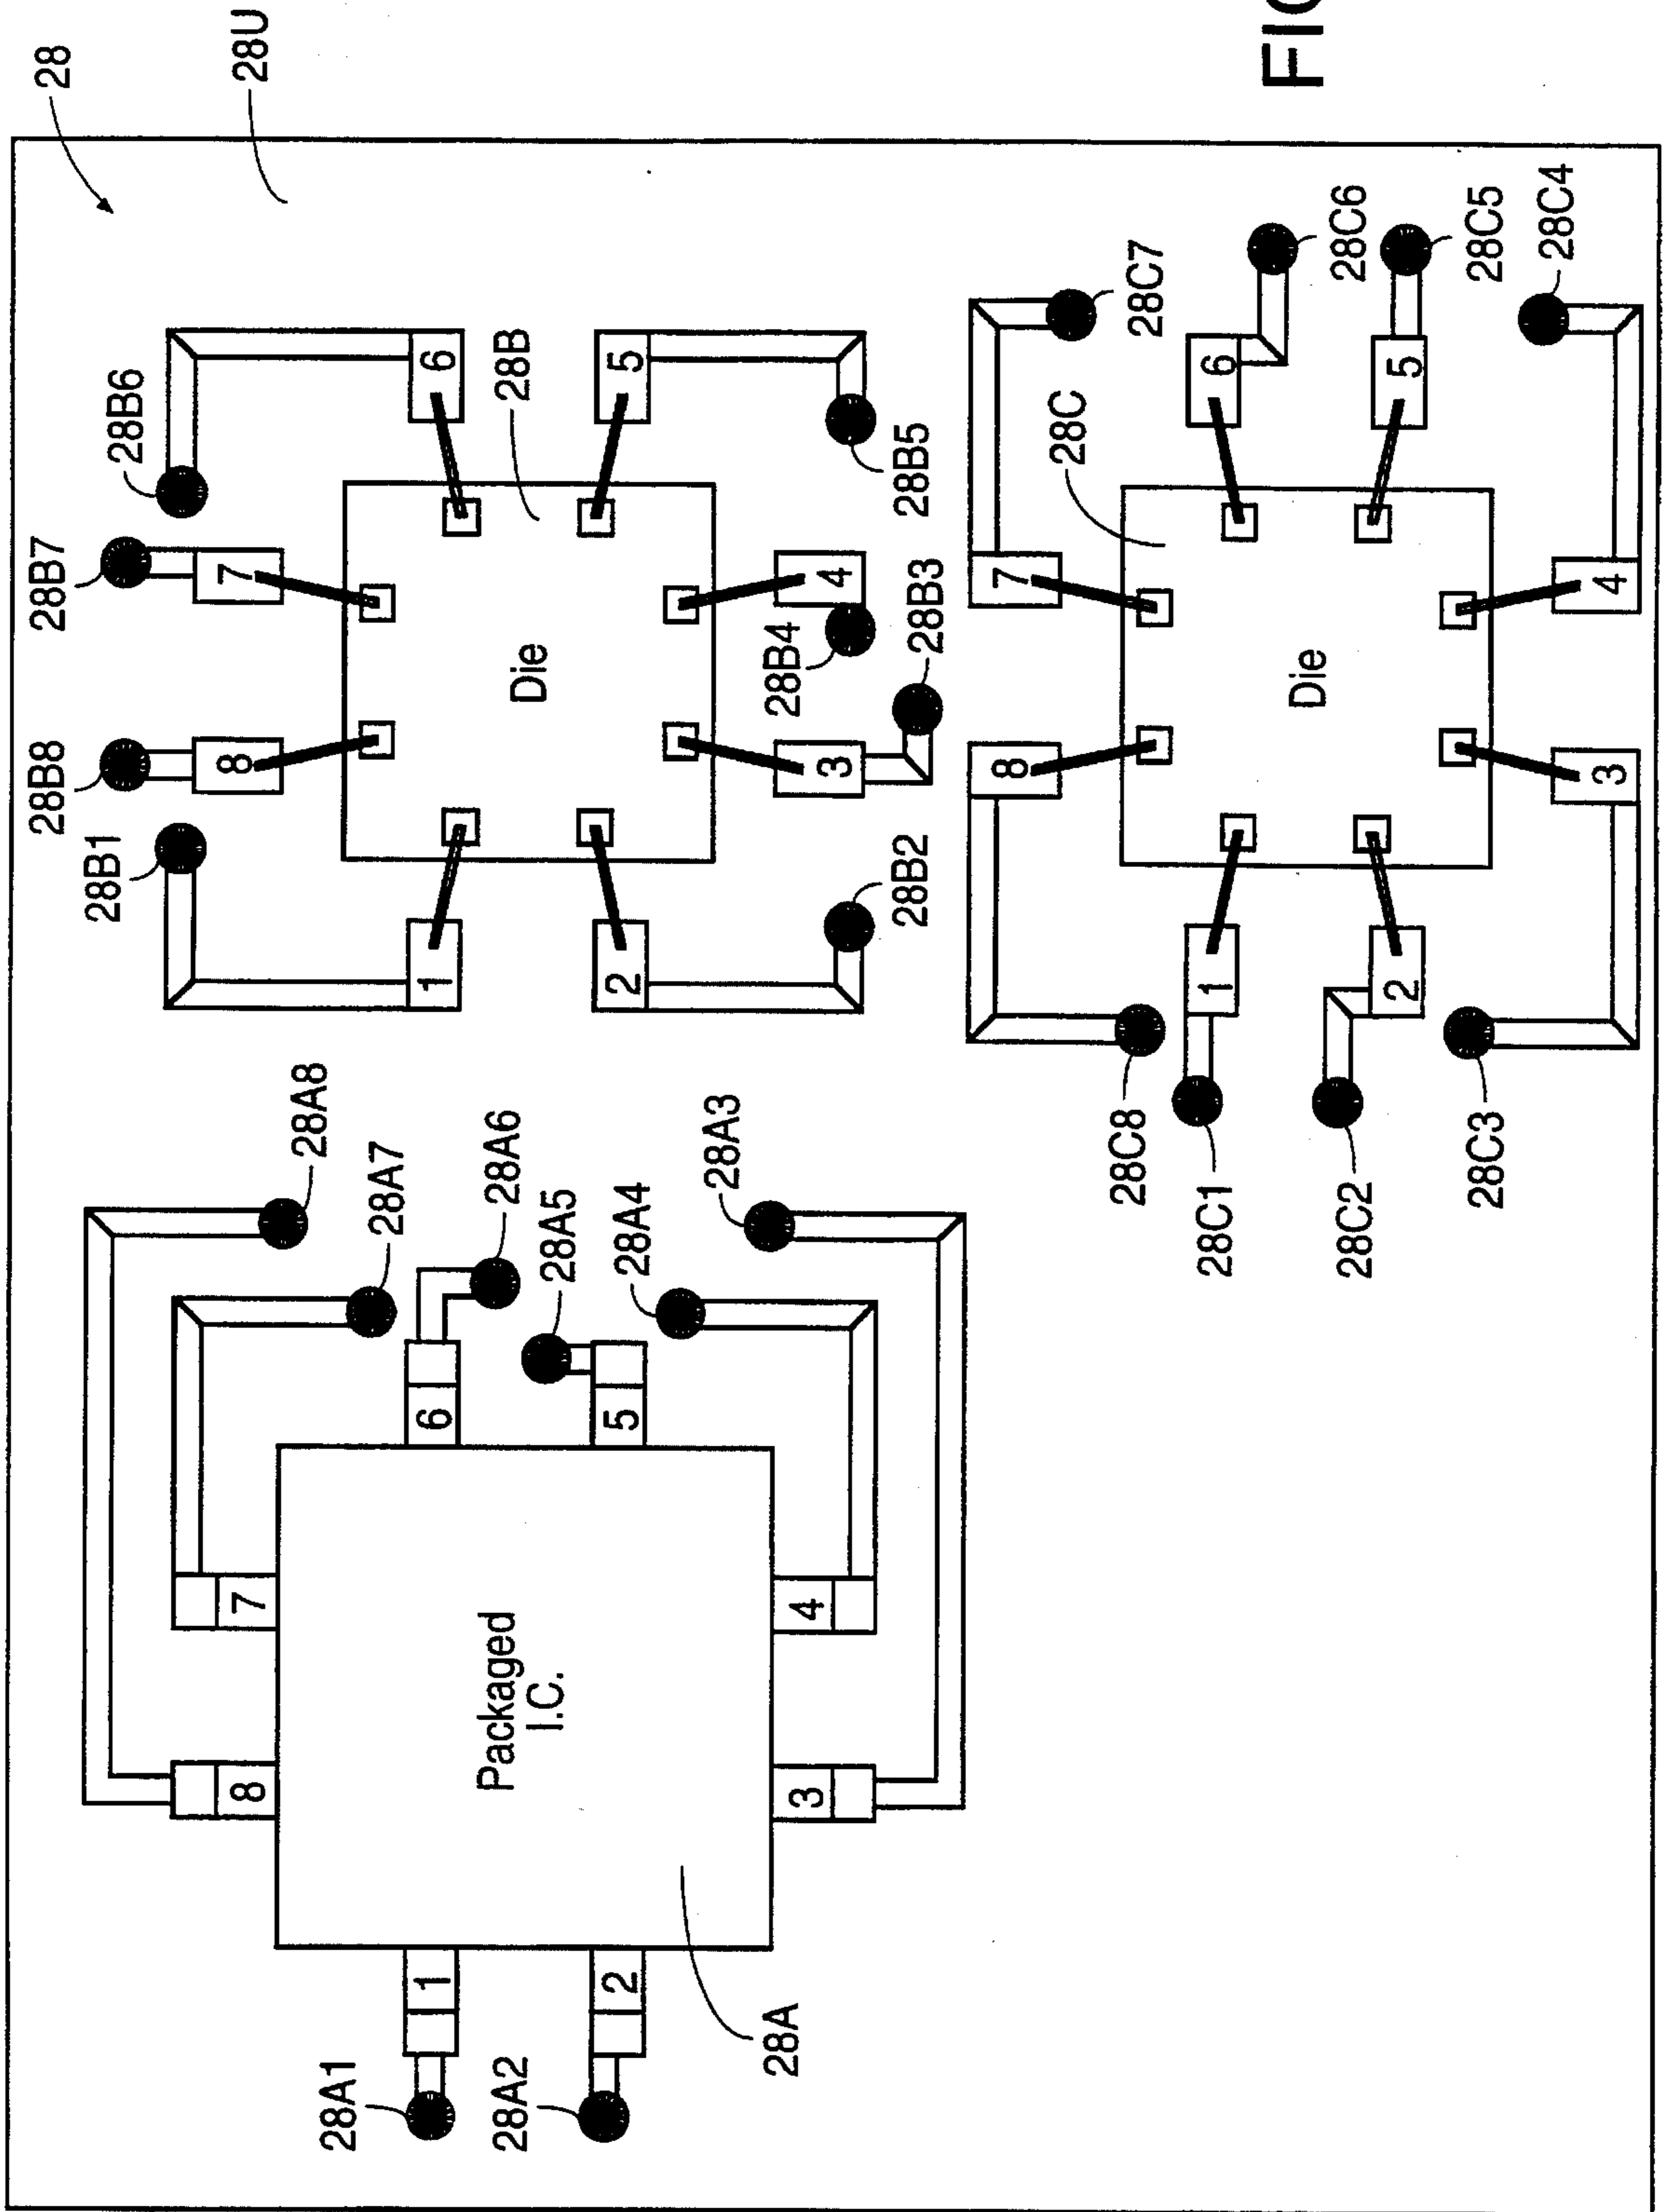 28
28U
FIG
28B6
28B7
28B8
28B1
28B
28B5
28B4
28B3
28B2
1
2
3
4
5
6
7
8
Die
28C7
28C6
28C5
28C4
28C
28C8
28C1
28C2
28C3
1
2
3
4
5
6
7
8
Die
28A8
28A7
28A6
28A5
28A4
28A3
28A1
28A2
28A
1
2
3
4
5
6
7
8
Packaged
I.C.